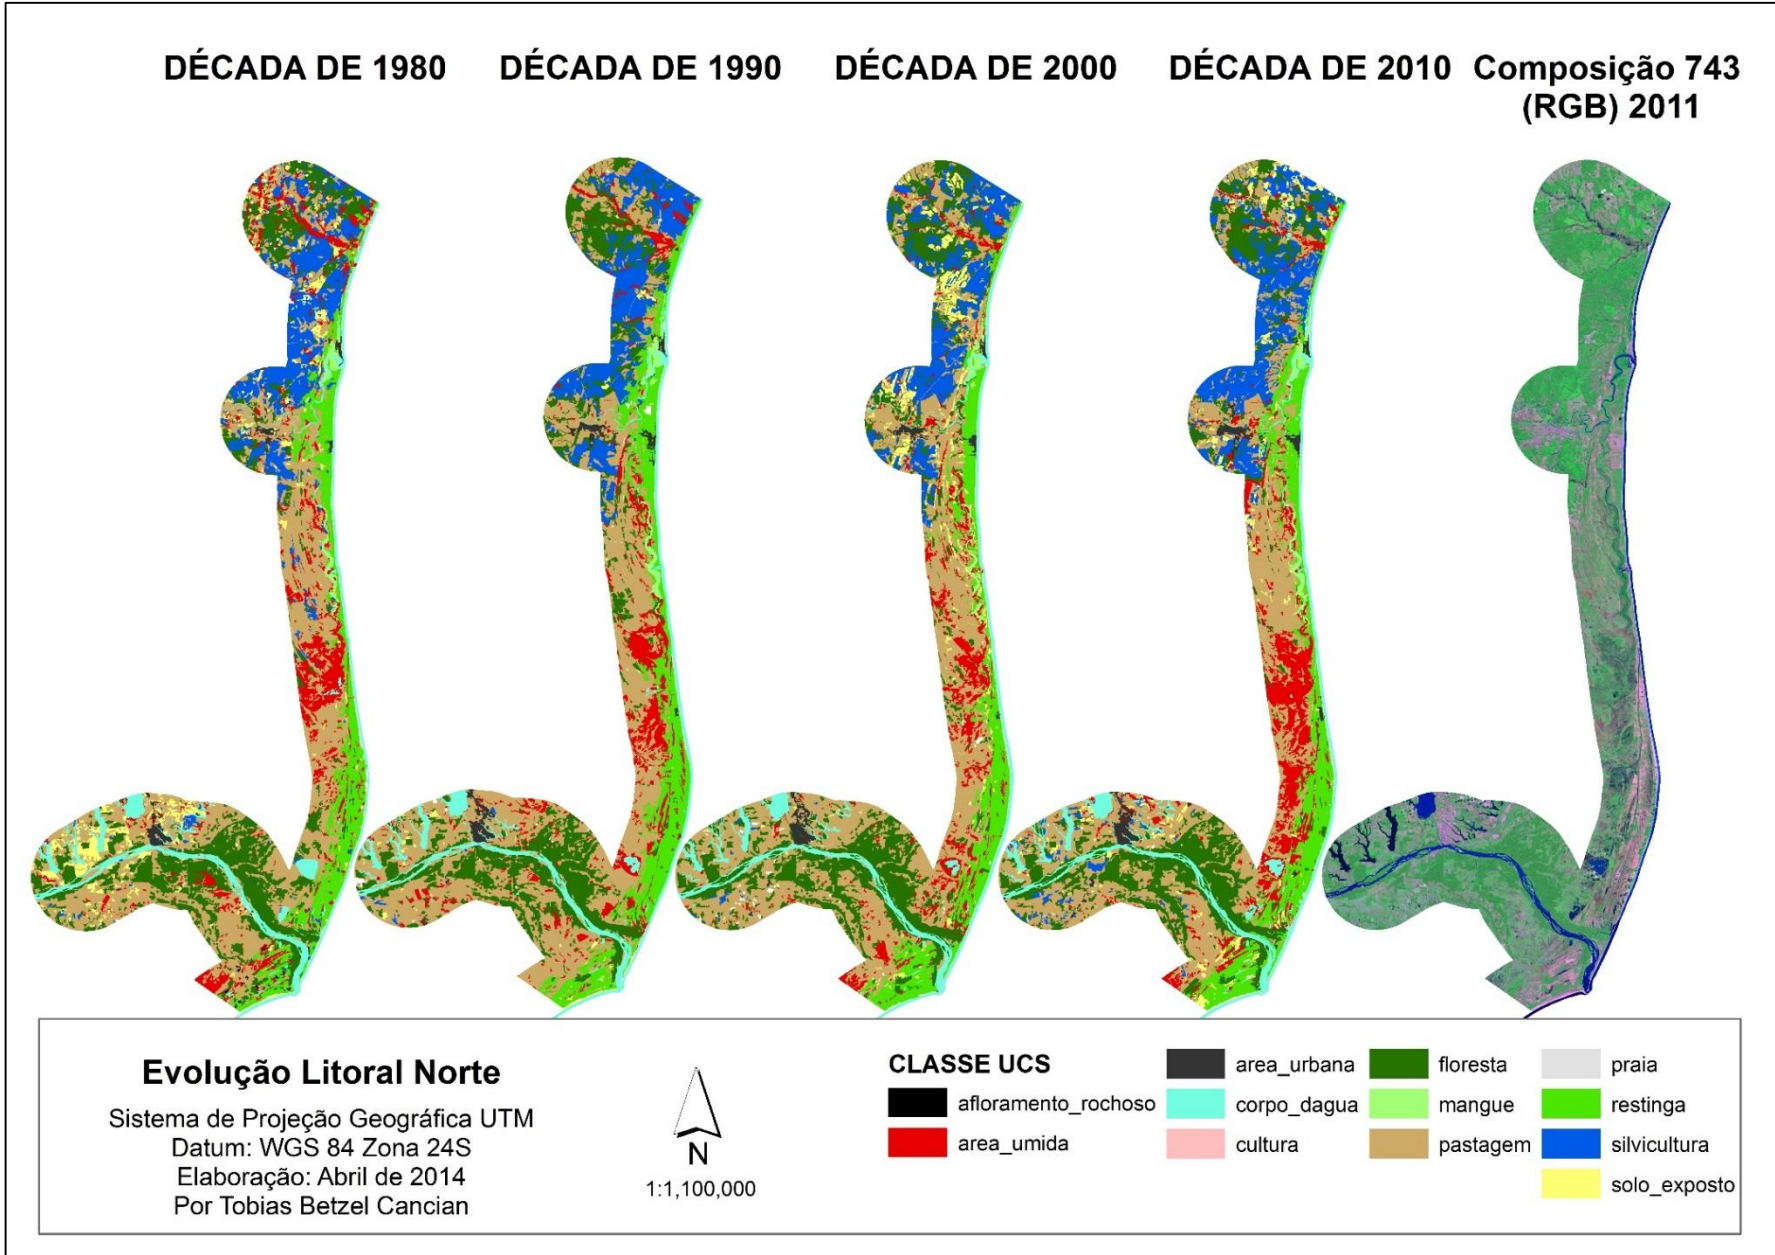 DÉCADA DE 1980
DÉCADA DE 1990
DÉCADA DE 2000
DÉCADA DE 2010
Composição 743
(RGB) 2011
Evolução Litoral Norte
Sistema de Projeção Geográfica UTM
Datum: WGS 84 Zona 24S
Elaboração: Abril de 2014
Por Tobias Betzel Cancian
N
1:1,100,000
CLASSE UCS
afloramento_rochoso
area_umida
area_urbana
corpo_dagua
cultura
floresta
mangue
pastagem
praia
restinga
silvicultura
solo_exposto